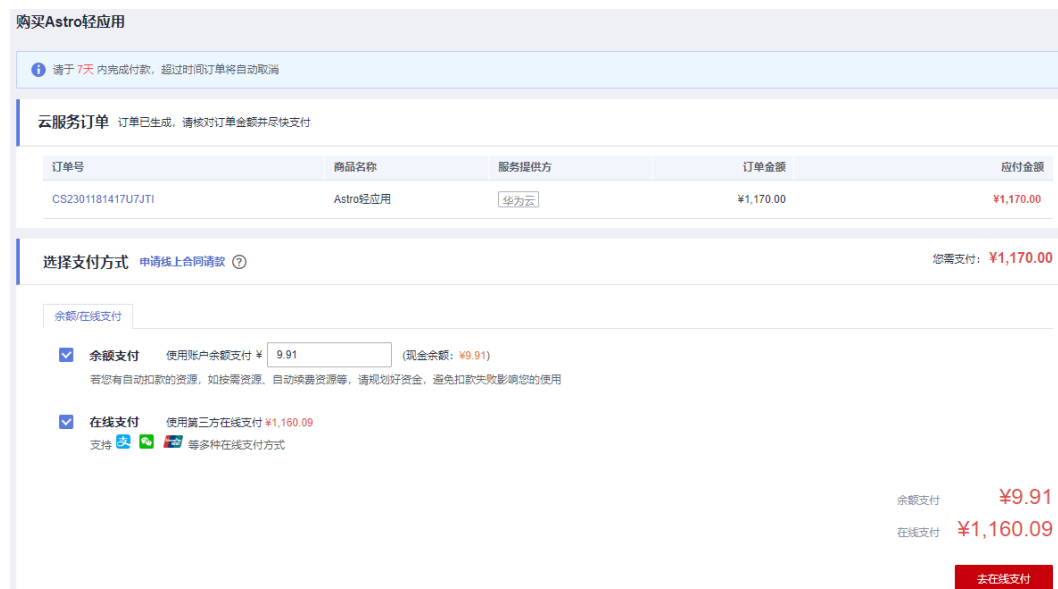 购买Astro轻应用
请于 7天 内完成付款，超过时间订单将自动取消
云服务订单 订单已生成，请核对订单金额并尽快支付
订单号 商品名称 服务提供方 订单金额 应付金额
CS2301181417U7JTI Astro轻应用 华为云 ¥1,170.00 ¥1,170.00
选择支付方式 申请线上合同请款 ? 您需支付：¥1,170.00
余额/在线支付
余额支付 使用账户余额支付 ¥ 9.91 (现金余额：¥9.91)
若您有自动扣款的资源，如按需资源、自动续费资源等，请规划好资金，避免扣款失败影响您的使用
在线支付 使用第三方在线支付 ¥1,160.09
支持 支 等多种在线支付方式
余额支付 ¥9.91
在线支付 ¥1,160.09
去在线支付